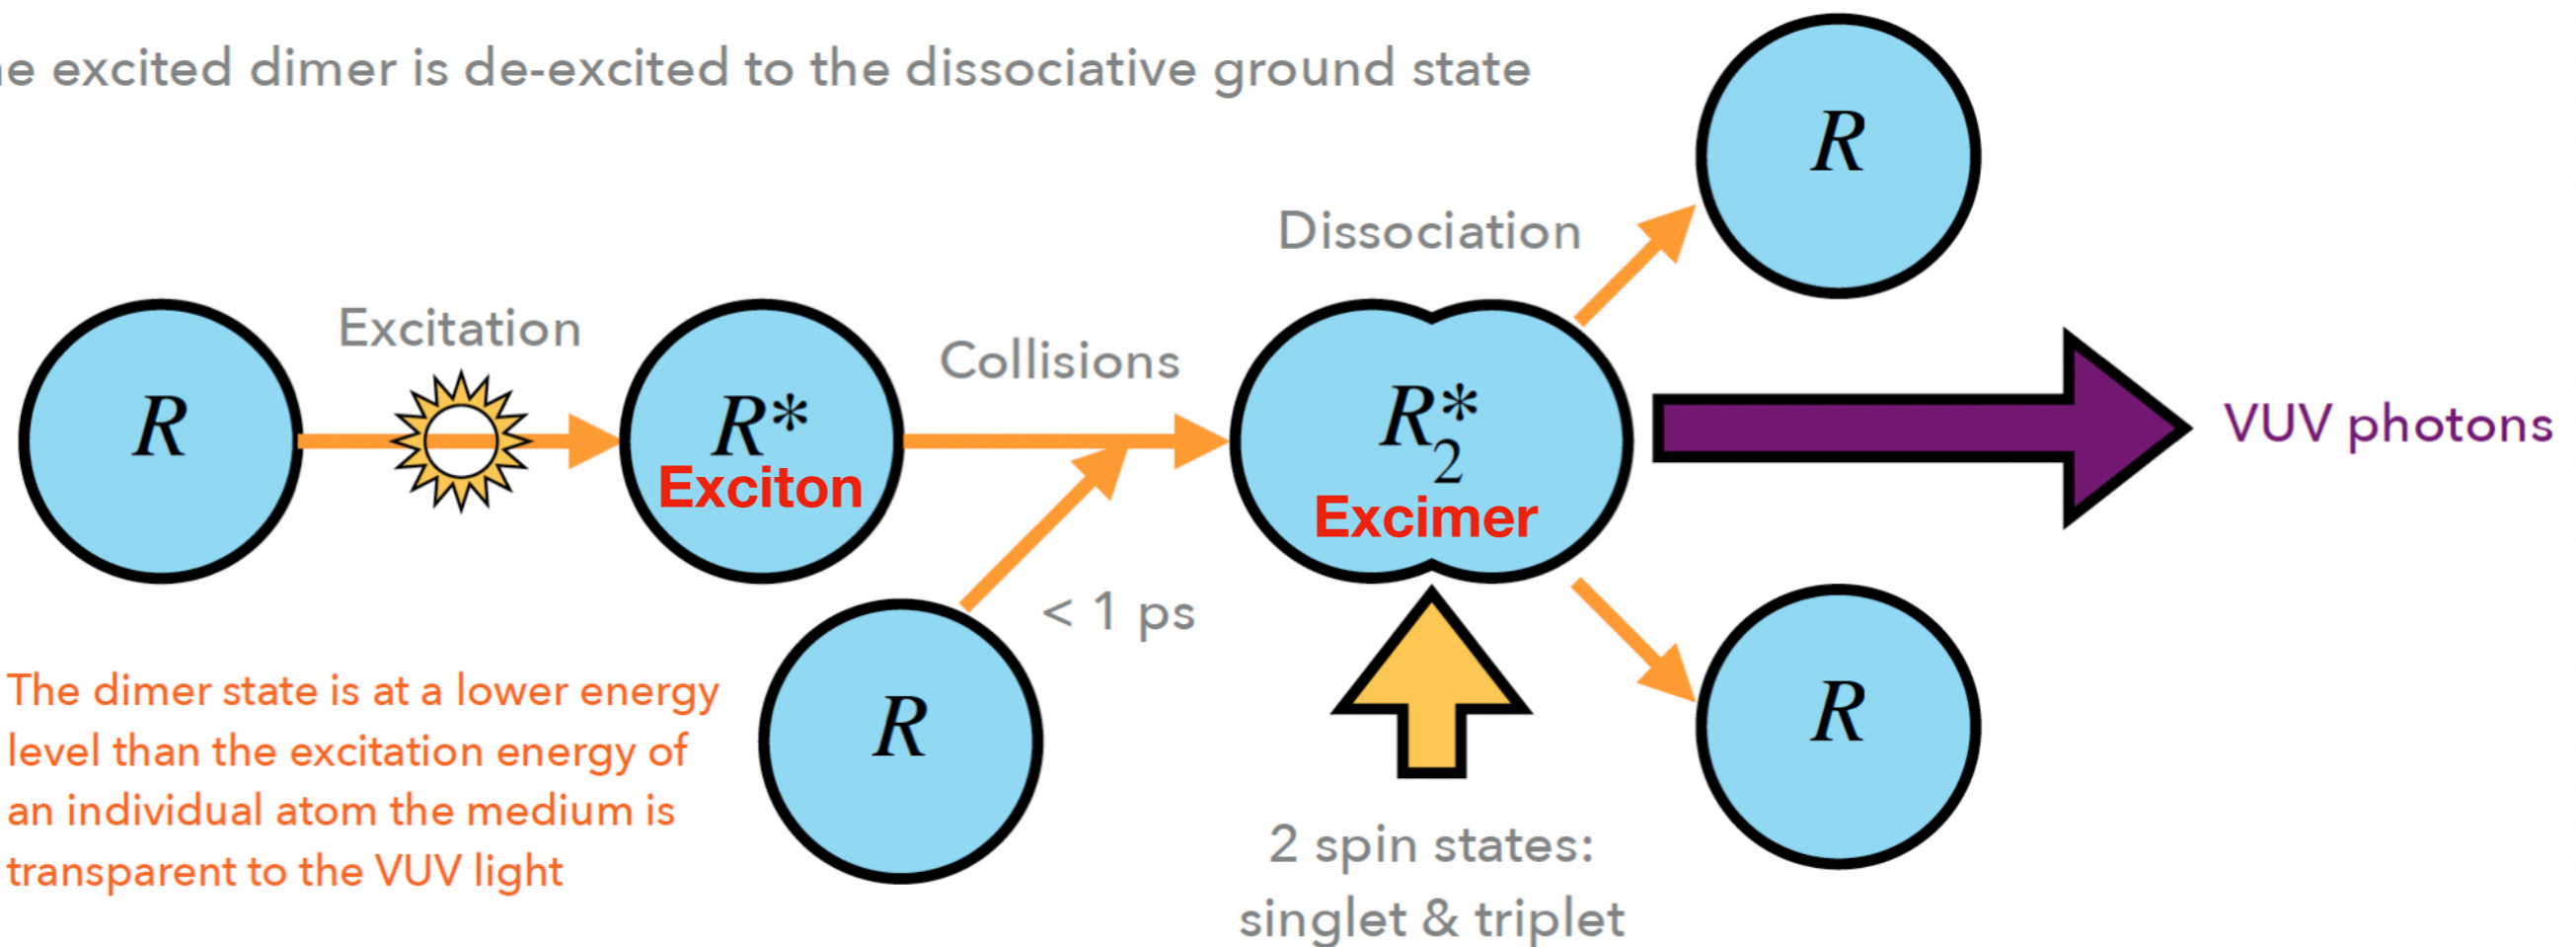 e excited dimer is de-excited to the dissociative ground state
R
Dissociation
Excitation
Collisions
R
R*
Exciton
R₂*
Excimer
VUV photons
< 1 ps
R
R
The dimer state is at a lower energy
level than the excitation energy of
an individual atom the medium is
transparent to the VUV light
2 spin states:
singlet & triplet